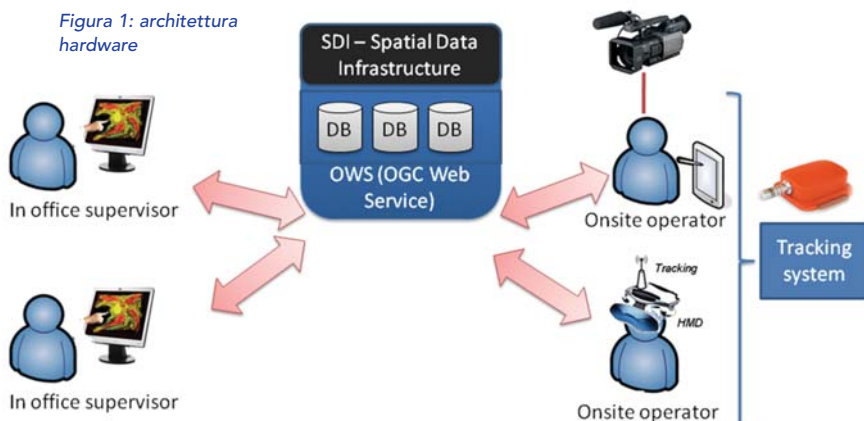 Figura 1: architettura
hardware
SDI – Spatial Data
Infrastructure
DB DB DB
OWS (OGC Web
Service)
In office supervisor
In office supervisor
Onsite operator
Tracking
HMD
Onsite operator
Tracking
system